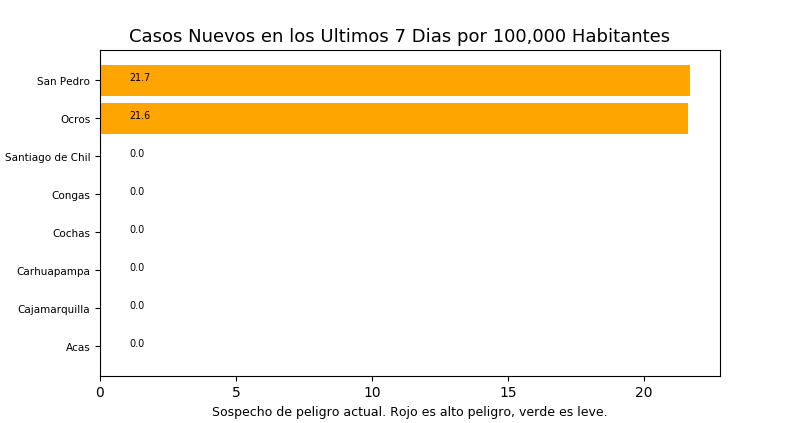 Casos Nuevos en los Ultimos 7 Dias por 100,000 Habitantes
San Pedro 21.7
Ocros 21.6
Santiago de Chil 0.0
Congas 0.0
Cochas 0.0
Carhuapampa 0.0
Cajamarquilla 0.0
Acas 0.0
0 5 10 15 20
Sospecho de peligro actual. Rojo es alto peligro, verde es leve.